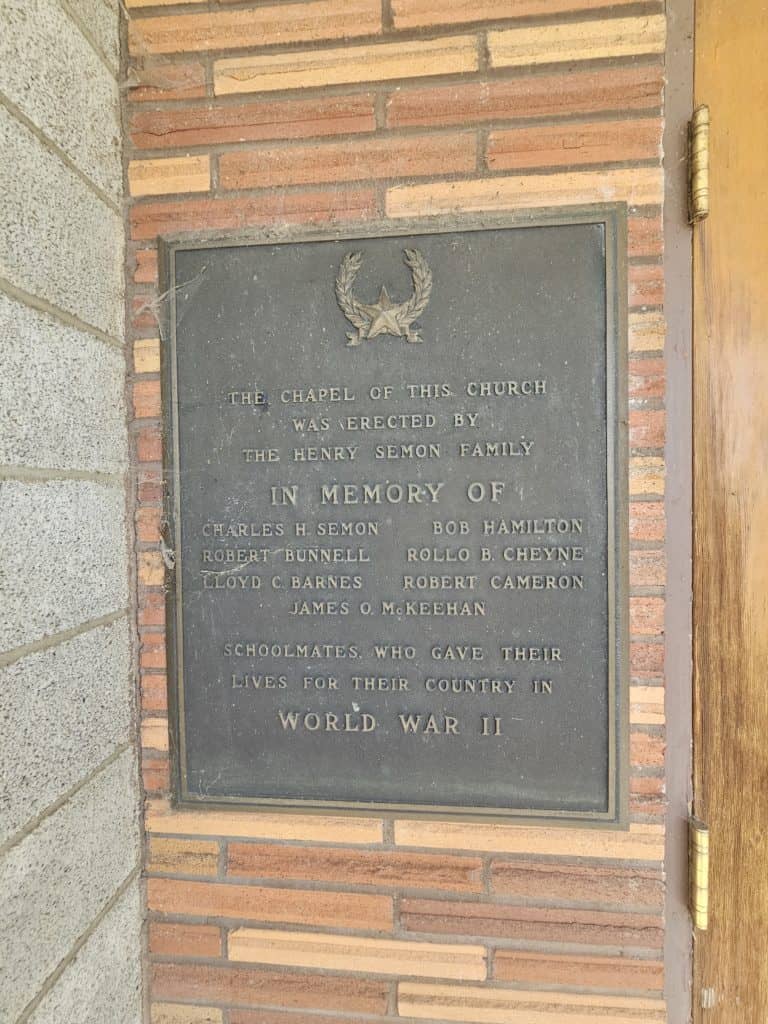 THE CHAPEL OF THIS CHURCH
WAS ERECTED BY
THE HENRY SEMON FAMILY
IN MEMORY OF
CHARLES H. SEMON BOB HAMILTON
ROBERT BUNNELL ROLLO B. CHEYNE
LLOYD C. BARNES ROBERT CAMERON
JAMES O. McKEEHAN
SCHOOLMATES, WHO GAVE THEIR
LIVES FOR THEIR COUNTRY IN
WORLD WAR II